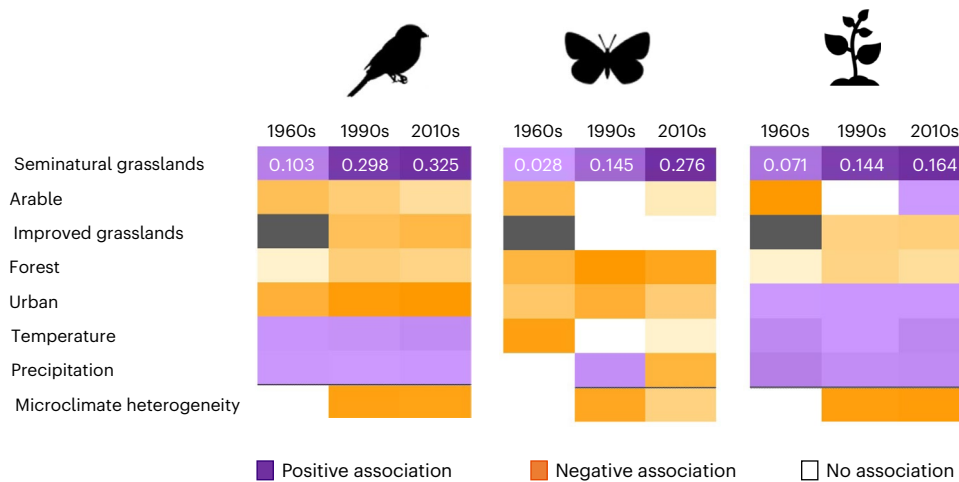 1960s 1990s 2010s 1960s 1990s 2010s 1960s 1990s 2010s
Seminatural grasslands 0.103 0.298 0.325 0.028 0.145 0.276 0.071 0.144 0.164
Arable
Improved grasslands
Forest
Urban
Temperature
Precipitation
Microclimate heterogeneity
Positive association Negative association No association